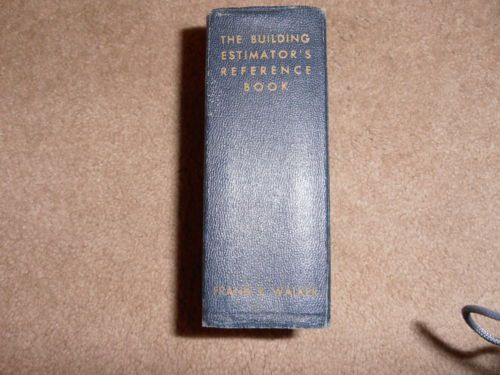 THE BUILDING
ESTIMATOR'S
REFERENCE
BOOK
FRANK R. WALKER